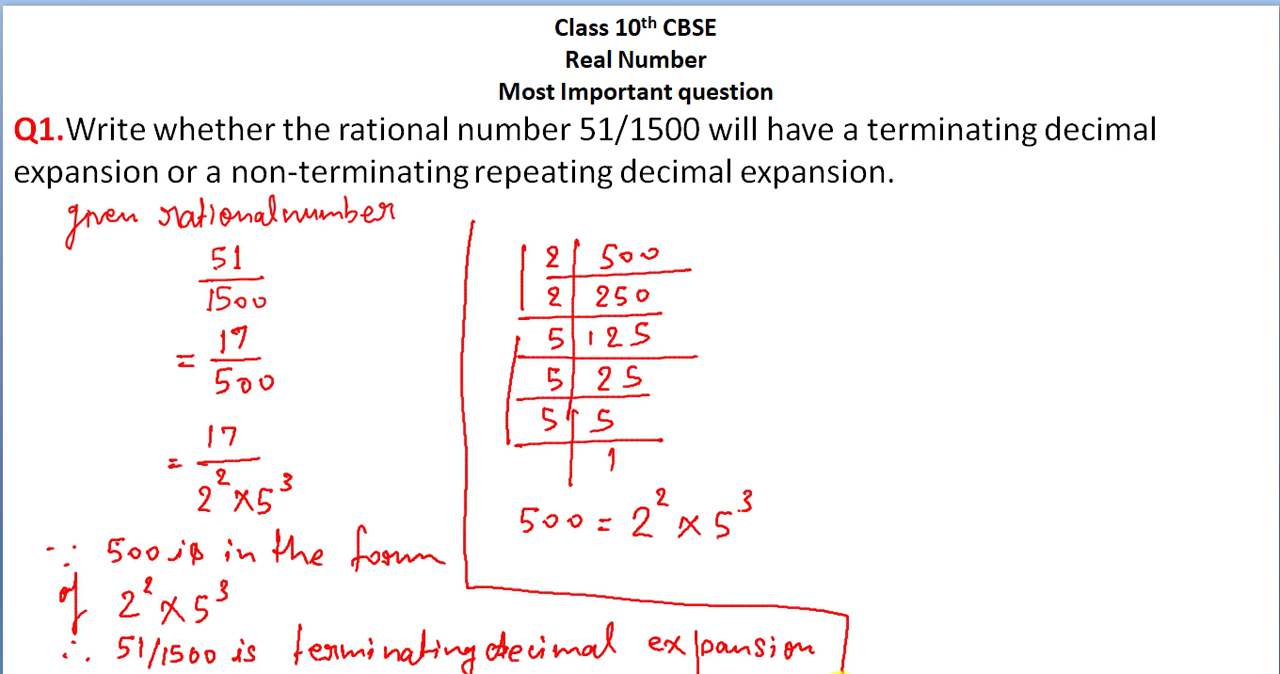 Class 10th CBSE
Real Number
Most Important question
Q1.Write whether the rational number 51/1500 will have a terminating decimal
expansion or a non-terminating repeating decimal expansion.
given rational number
51
1500
= 17
500
= 17
2² × 5³
∵ 500 is in the form
of 2² × 5³
∴ 51/1500 is terminating decimal expansion
2 | 500
2 | 250
5 | 125
5 | 25
5 | 5
| 1
500 = 2² × 5³